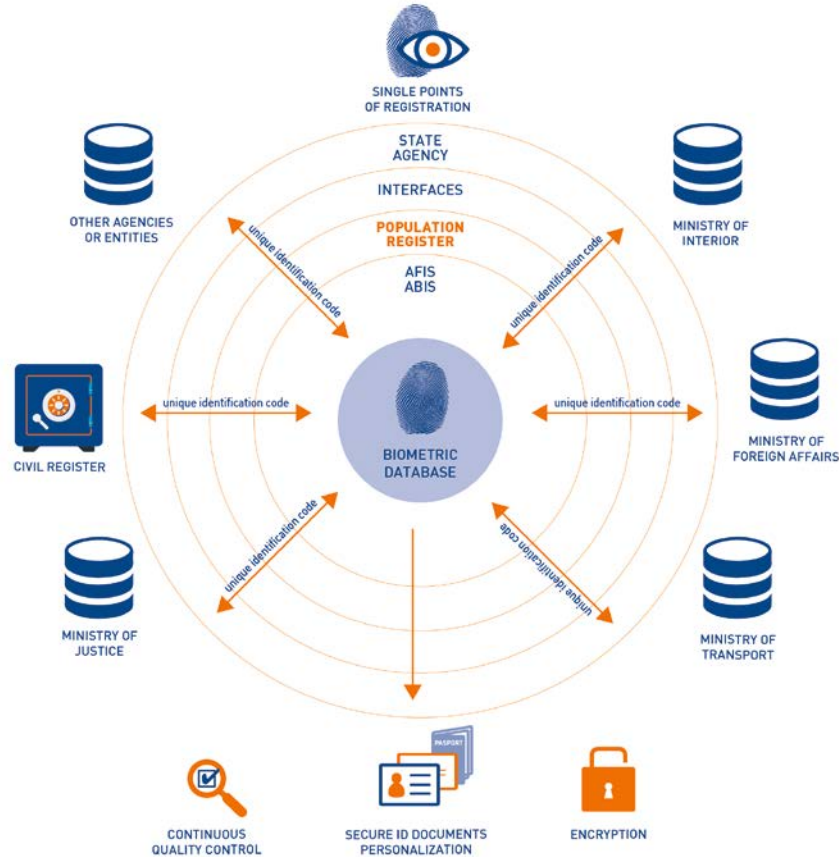 SINGLE POINTS
OF REGISTRATION
STATE
AGENCY
INTERFACES
POPULATION
REGISTER
AFIS
ABIS
OTHER AGENCIES
OR ENTITIES
unique identification code
MINISTRY OF
INTERIOR
unique identification code
CIVIL REGISTER
unique identification code
BIOMETRIC
DATABASE
unique identification code
MINISTRY OF
FOREIGN AFFAIRS
MINISTRY OF
JUSTICE
unique identification code
unique identification code
MINISTRY OF
TRANSPORT
PASPORT
CONTINUOUS
QUALITY CONTROL
SECURE ID DOCUMENTS
PERSONALIZATION
ENCRYPTION